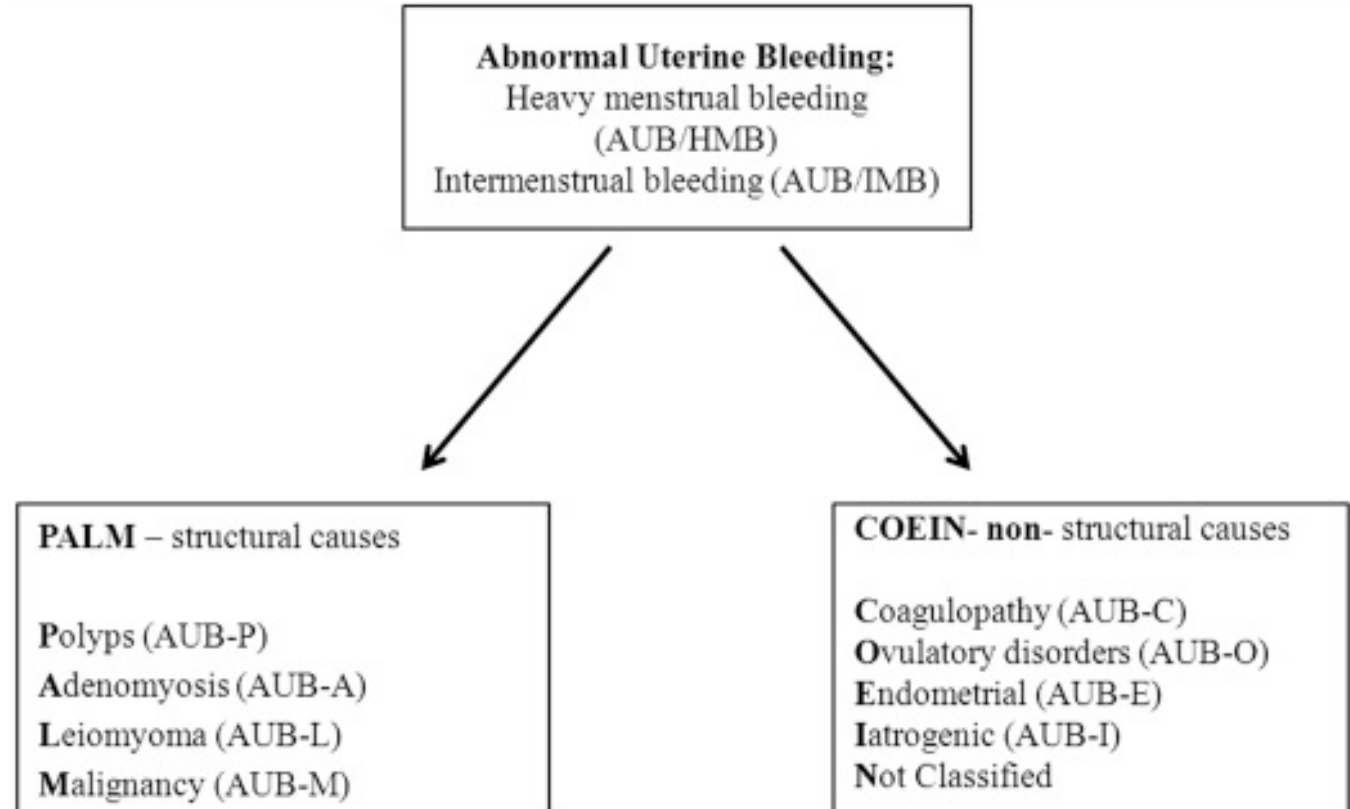 Abnormal Uterine Bleeding:
Heavy menstrual bleeding
(AUB/HMB)
Intermenstrual bleeding (AUB/IMB)
PALM – structural causes
Polyps (AUB-P)
Adenomyosis (AUB-A)
Leiomyoma (AUB-L)
Malignancy (AUB-M)
COEIN- non- structural causes
Coagulopathy (AUB-C)
Ovulatory disorders (AUB-O)
Endometrial (AUB-E)
Iatrogenic (AUB-I)
Not Classified